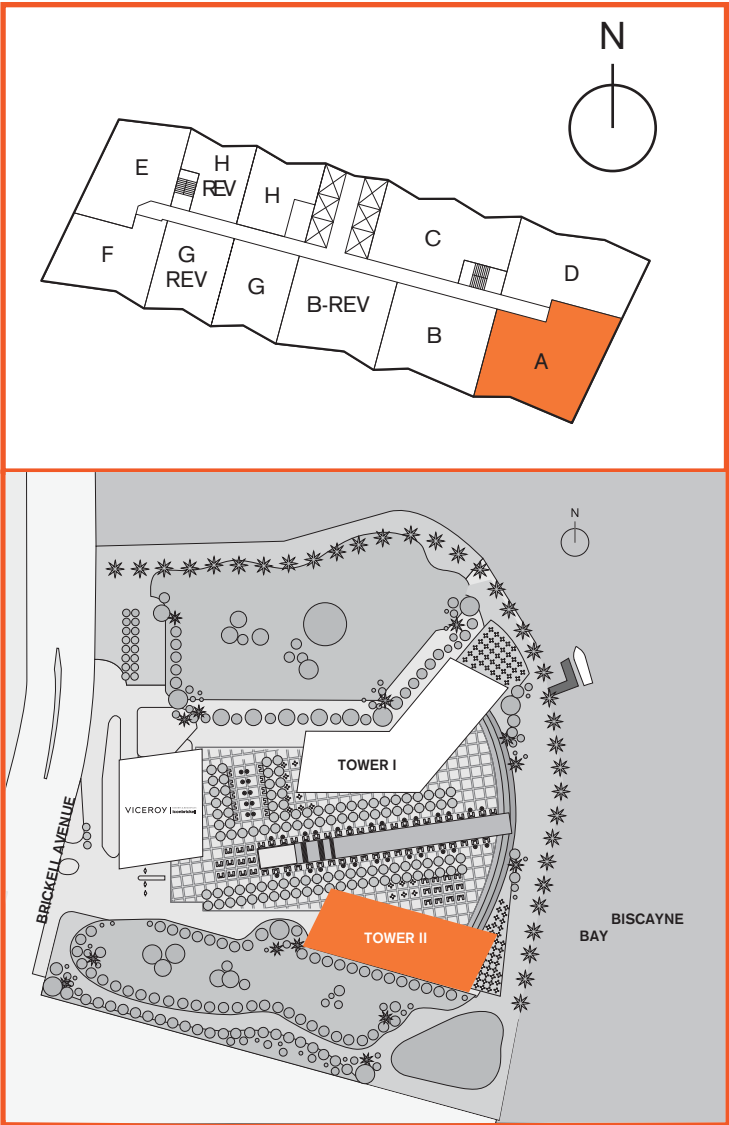 N
E
H
REV
H
C
D
F
G
REV
G
B-REV
B
A
N
TOWER I
VICEROY
BRICKELL AVENUE
TOWER II
BISCAYNE
BAY